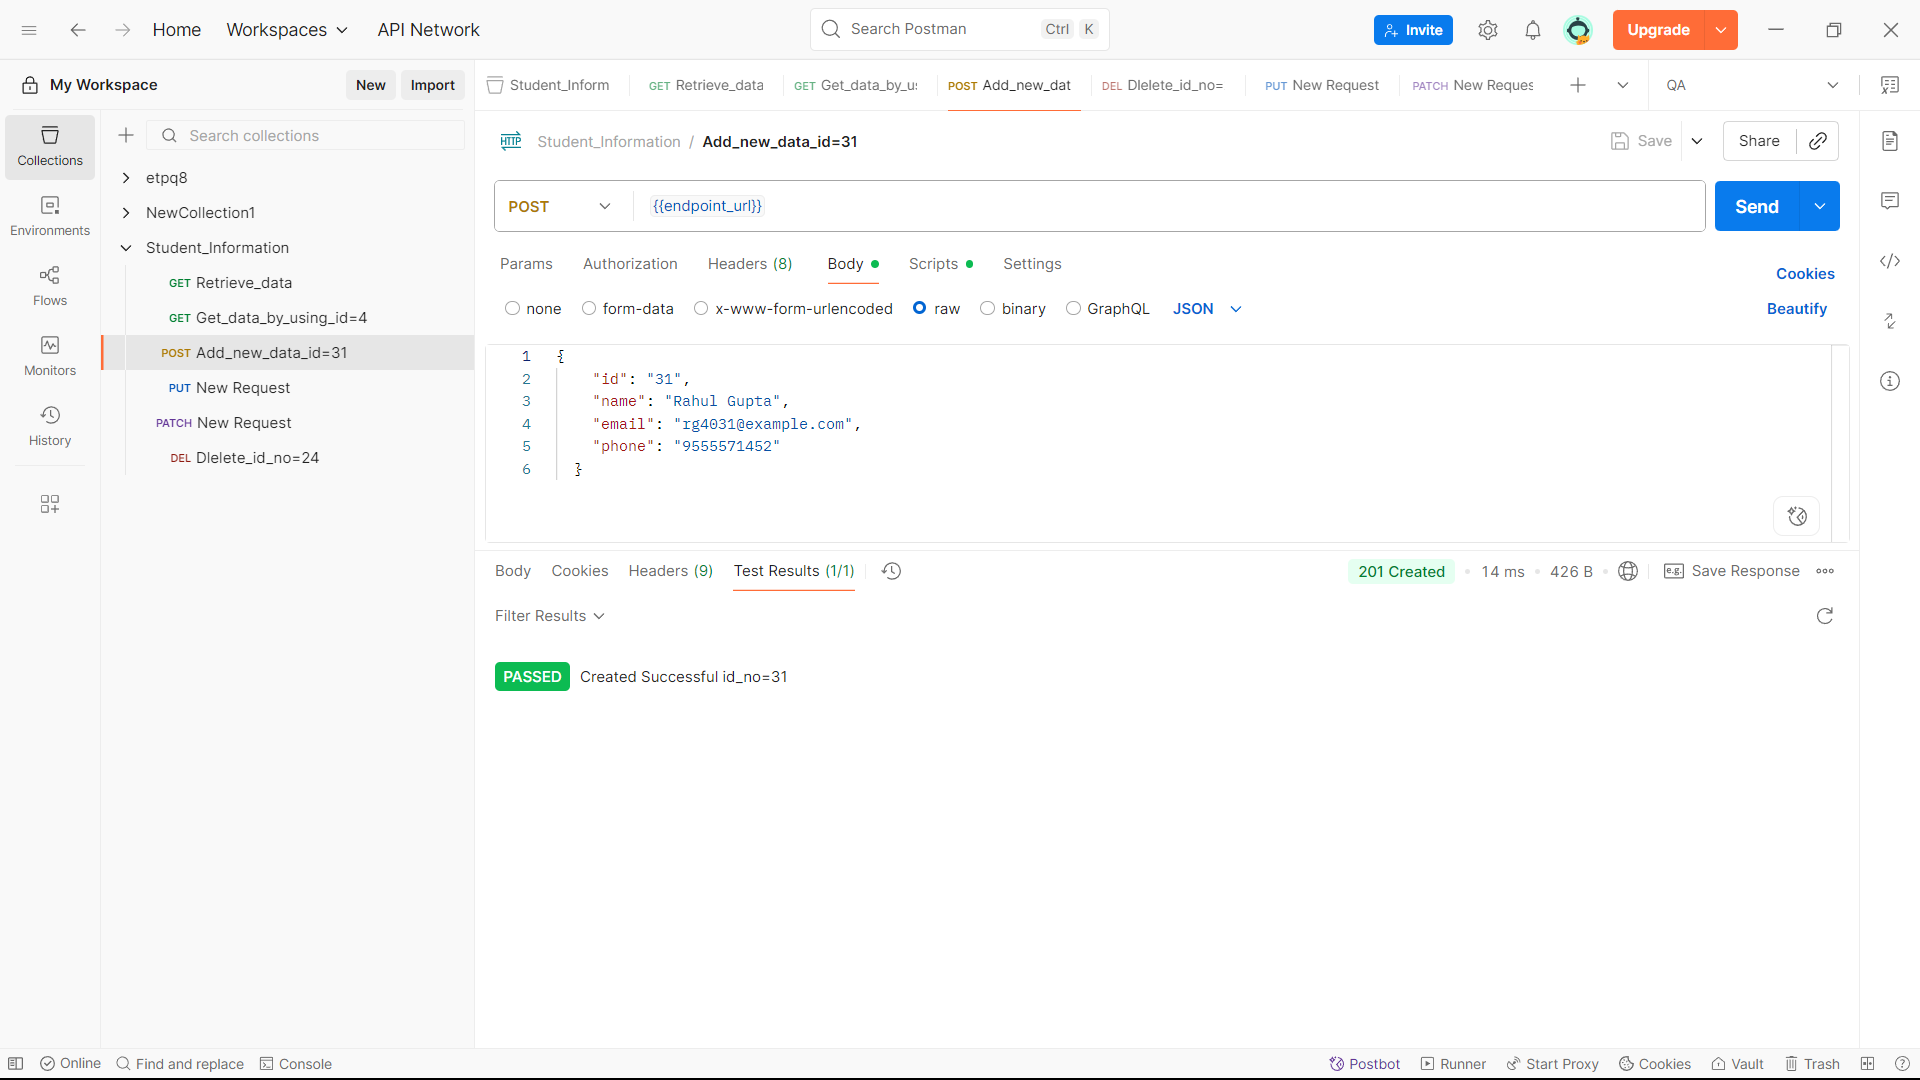 Home
Workspaces
API Network
Search Postman
Ctrl
K
Invite
Upgrade
My Workspace
New
Import
Student_Inform
GET Retrieve_data
GET Get_data_by_u
POST Add_new_dat
DEL Dlelete_id_no=
PUT New Request
PATCH New Reques
QA
Collections
Search collections
etpq8
NewCollection1
Student_Information
GET Retrieve_data
GET Get_data_by_using_id=4
POST Add_new_data_id=31
PUT New Request
PATCH New Request
DEL Dlelete_id_no=24
Environments
Flows
Monitors
History
HTTP Student_Information / Add_new_data_id=31
Save
Share
POST
{{endpoint_url}}
Send
Params
Authorization
Headers (8)
Body
Scripts
Settings
Cookies
none
form-data
x-www-form-urlencoded
raw
binary
GraphQL
JSON
Beautify
1 {
2 "id": "31",
3 "name": "Rahul Gupta",
4 "email": "rg4031@example.com",
5 "phone": "9555571452"
6 }
Body
Cookies
Headers (9)
Test Results (1/1)
201 Created
14 ms
426 B
e.g. Save Response
Filter Results
PASSED Created Successful id_no=31
Online
Find and replace
Console
Postbot
Runner
Start Proxy
Cookies
Vault
Trash